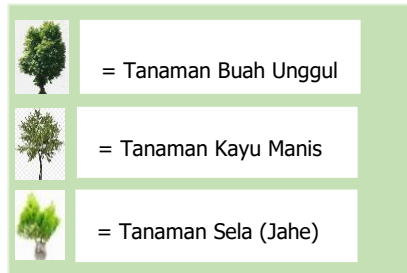 = Tanaman Buah Unggul
= Tanaman Kayu Manis
= Tanaman Sela (Jahe)